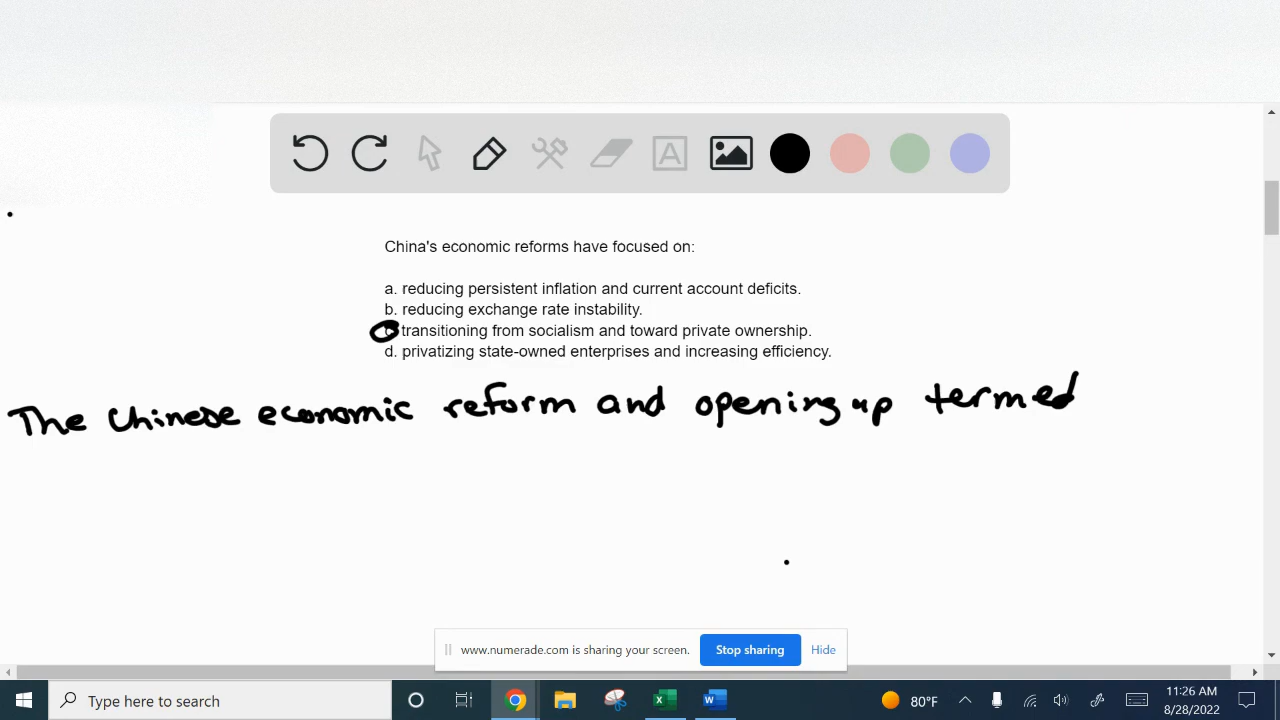 A
China's economic reforms have focused on:
a. reducing persistent inflation and current account deficits.
b. reducing exchange rate instability.
c. transitioning from socialism and toward private ownership.
d. privatizing state-owned enterprises and increasing efficiency.
The Chinese economic reform and opening up termed
www.numerade.com is sharing your screen. Stop sharing Hide
Type here to search
80°F
11:26 AM
8/28/2022